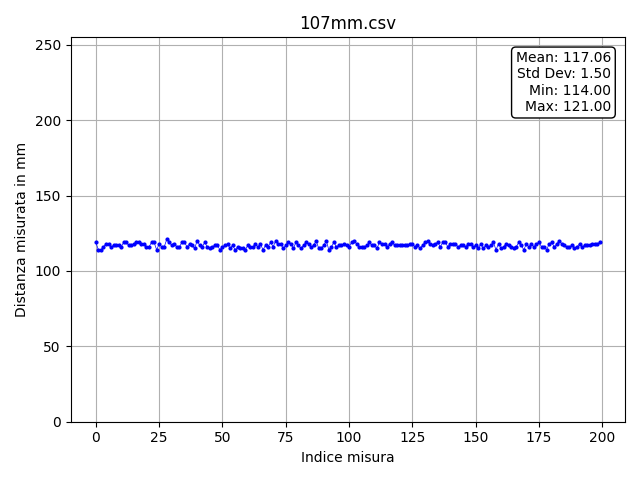 107mm.csv
Mean: 117.06
Std Dev: 1.50
Min: 114.00
Max: 121.00
250
200
150
100
50
0
Distanza misurata in mm
0 25 50 75 100 125 150 175 200
Indice misura